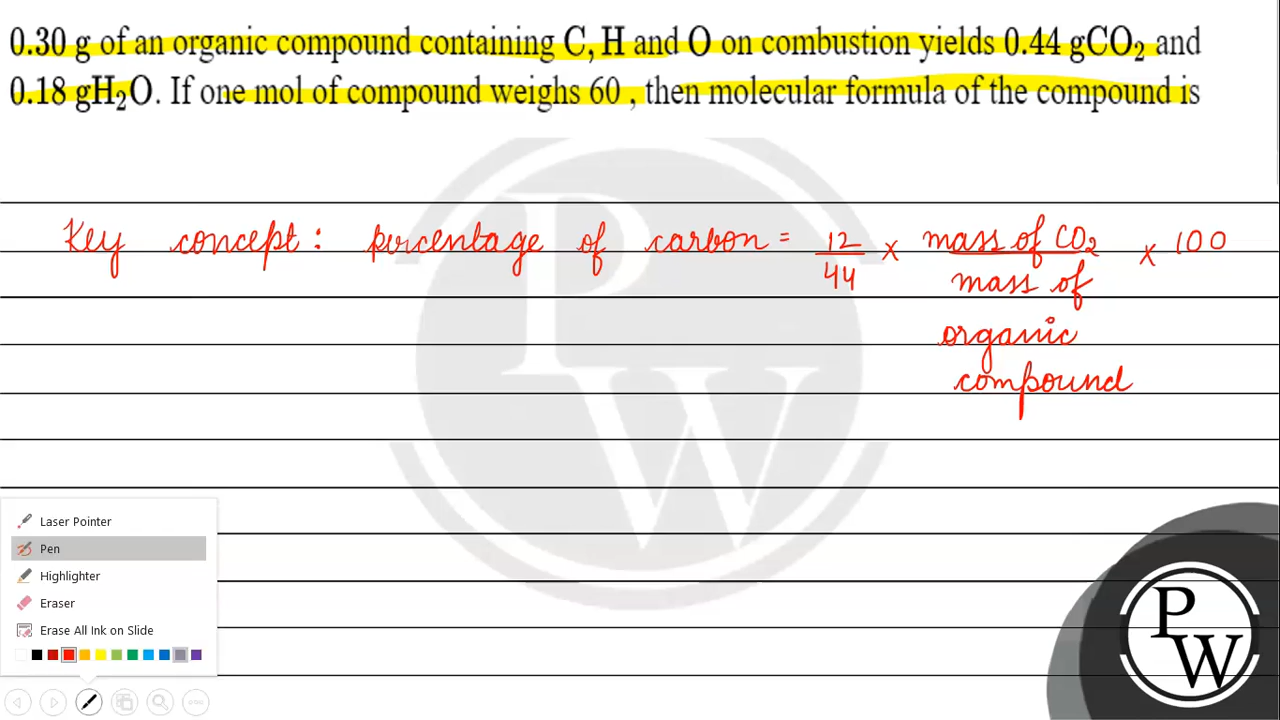 0.30 g of an organic compound containing C, H and O on combustion yields 0.44 gCO₂ and
0.18 gH₂O. If one mol of compound weighs 60 , then molecular formula of the compound is
Key concept : percentage of carbon = 12/44 × mass of CO₂/mass of organic compound × 100
Laser Pointer
Pen
Highlighter
Eraser
Erase All Ink on Slide
P
W
P
W